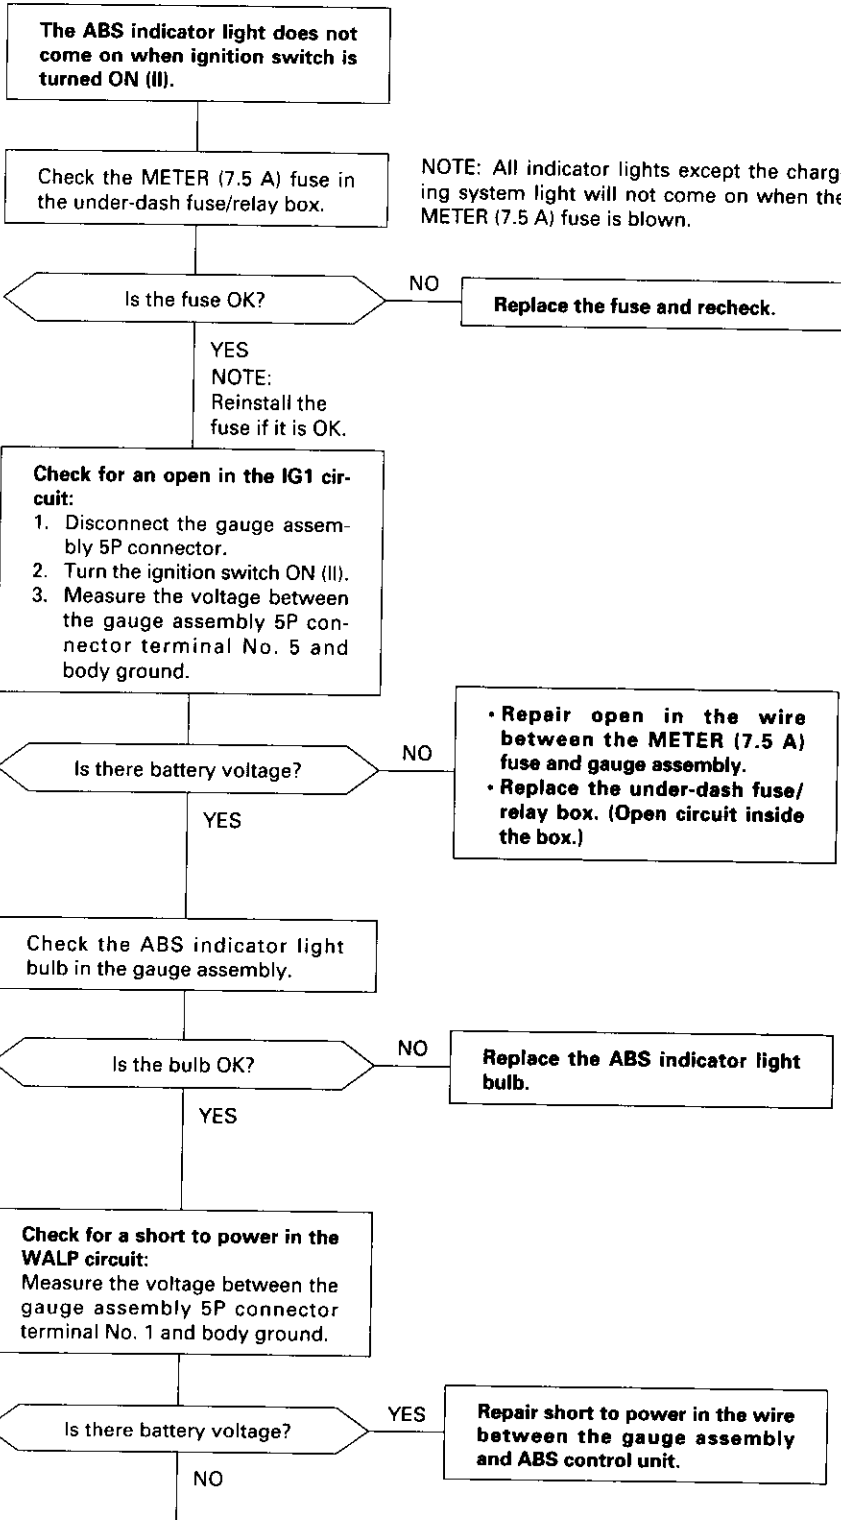 The ABS indicator light does not
come on when ignition switch is
turned ON (II).
Check the METER (7.5 A) fuse in
the under-dash fuse/relay box.
NOTE: All indicator lights except the charg-
ing system light will not come on when the
METER (7.5 A) fuse is blown.
Is the fuse OK?
NO
Replace the fuse and recheck.
YES
NOTE:
Reinstall the
fuse if it is OK.
Check for an open in the IG1 cir-
cuit:
1. Disconnect the gauge assem-
bly 5P connector.
2. Turn the ignition switch ON (II).
3. Measure the voltage between
the gauge assembly 5P con-
nector terminal No. 5 and
body ground.
Is there battery voltage?
NO
• Repair open in the wire
between the METER (7.5 A)
fuse and gauge assembly.
• Replace the under-dash fuse/
relay box. (Open circuit inside
the box.)
YES
Check the ABS indicator light
bulb in the gauge assembly.
Is the bulb OK?
NO
Replace the ABS indicator light
bulb.
YES
Check for a short to power in the
WALP circuit:
Measure the voltage between the
gauge assembly 5P connector
terminal No. 1 and body ground.
Is there battery voltage?
YES
Repair short to power in the wire
between the gauge assembly
and ABS control unit.
NO